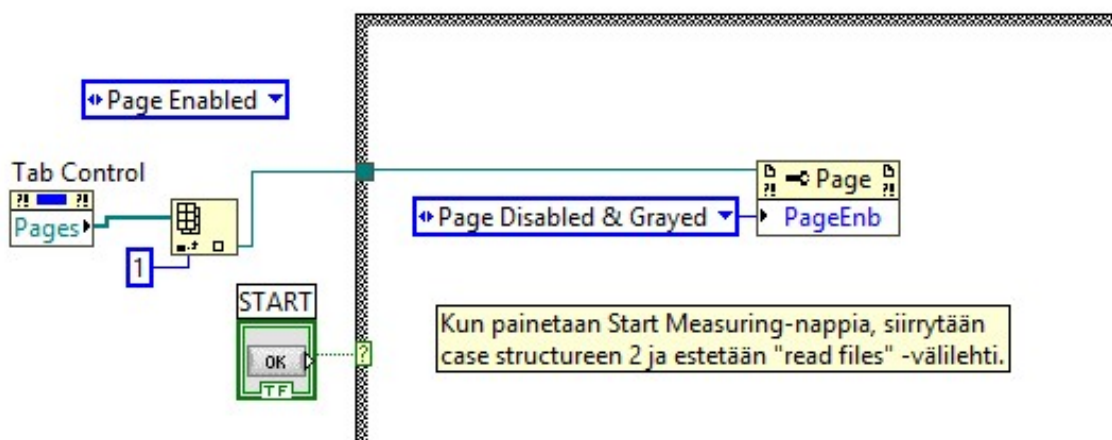 Page Enabled
Tab Control
?! ?!
Pages
1
START
OK
TF
?
?! Page ?!
Page Disabled & Grayed
PageEnb
Kun painetaan Start Measuring-nappia, siirrytään
case structureen 2 ja estetään "read files" -välilehti.